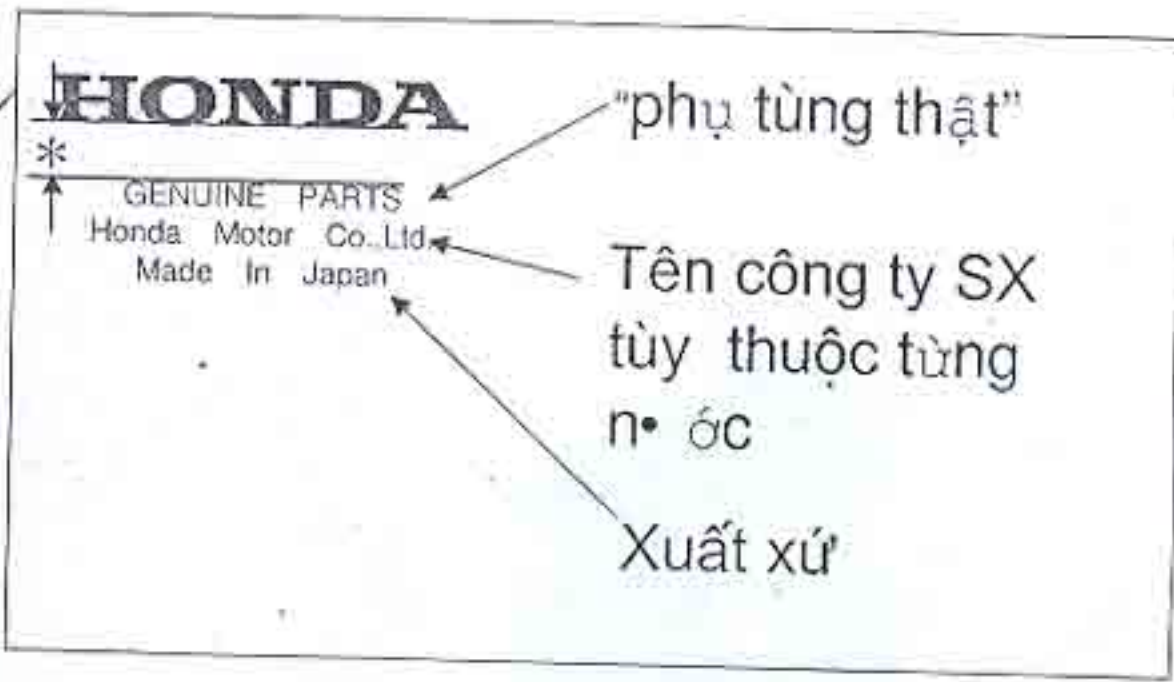 HONDA
*
GENUINE PARTS
Honda Motor Co.,Ltd
Made In Japan
"phụ tùng thật"
Tên công ty SX
tùy thuộc từng
n• ớc
Xuất xứ